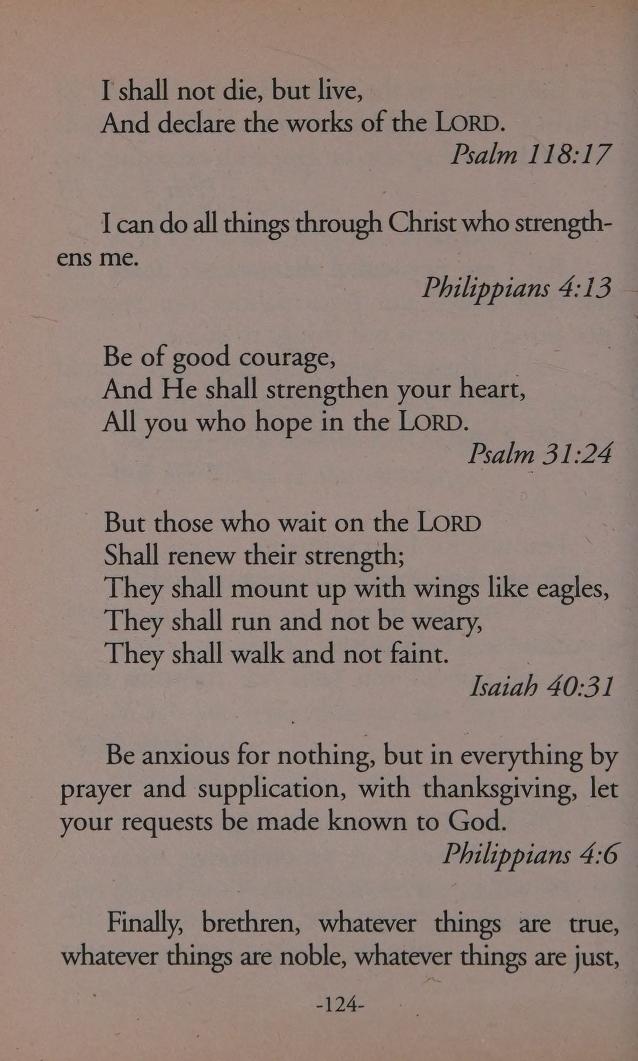 I shall not die, but live,
And declare the works of the LORD.
Psalm 118:17
I can do all things through Christ who strength-
ens me.
Philippians 4:13
Be of good courage,
And He shall strengthen your heart,
All you who hope in the LORD.
Psalm 31:24
But those who wait on the LORD
Shall renew their strength;
They shall mount up with wings like eagles,
They shall run and not be weary,
They shall walk and not faint.
Isaiah 40:31
Be anxious for nothing, but in everything by
prayer and supplication, with thanksgiving, let
your requests be made known to God.
Philippians 4:6
Finally, brethren, whatever things are true,
whatever things are noble, whatever things are just,
-124-